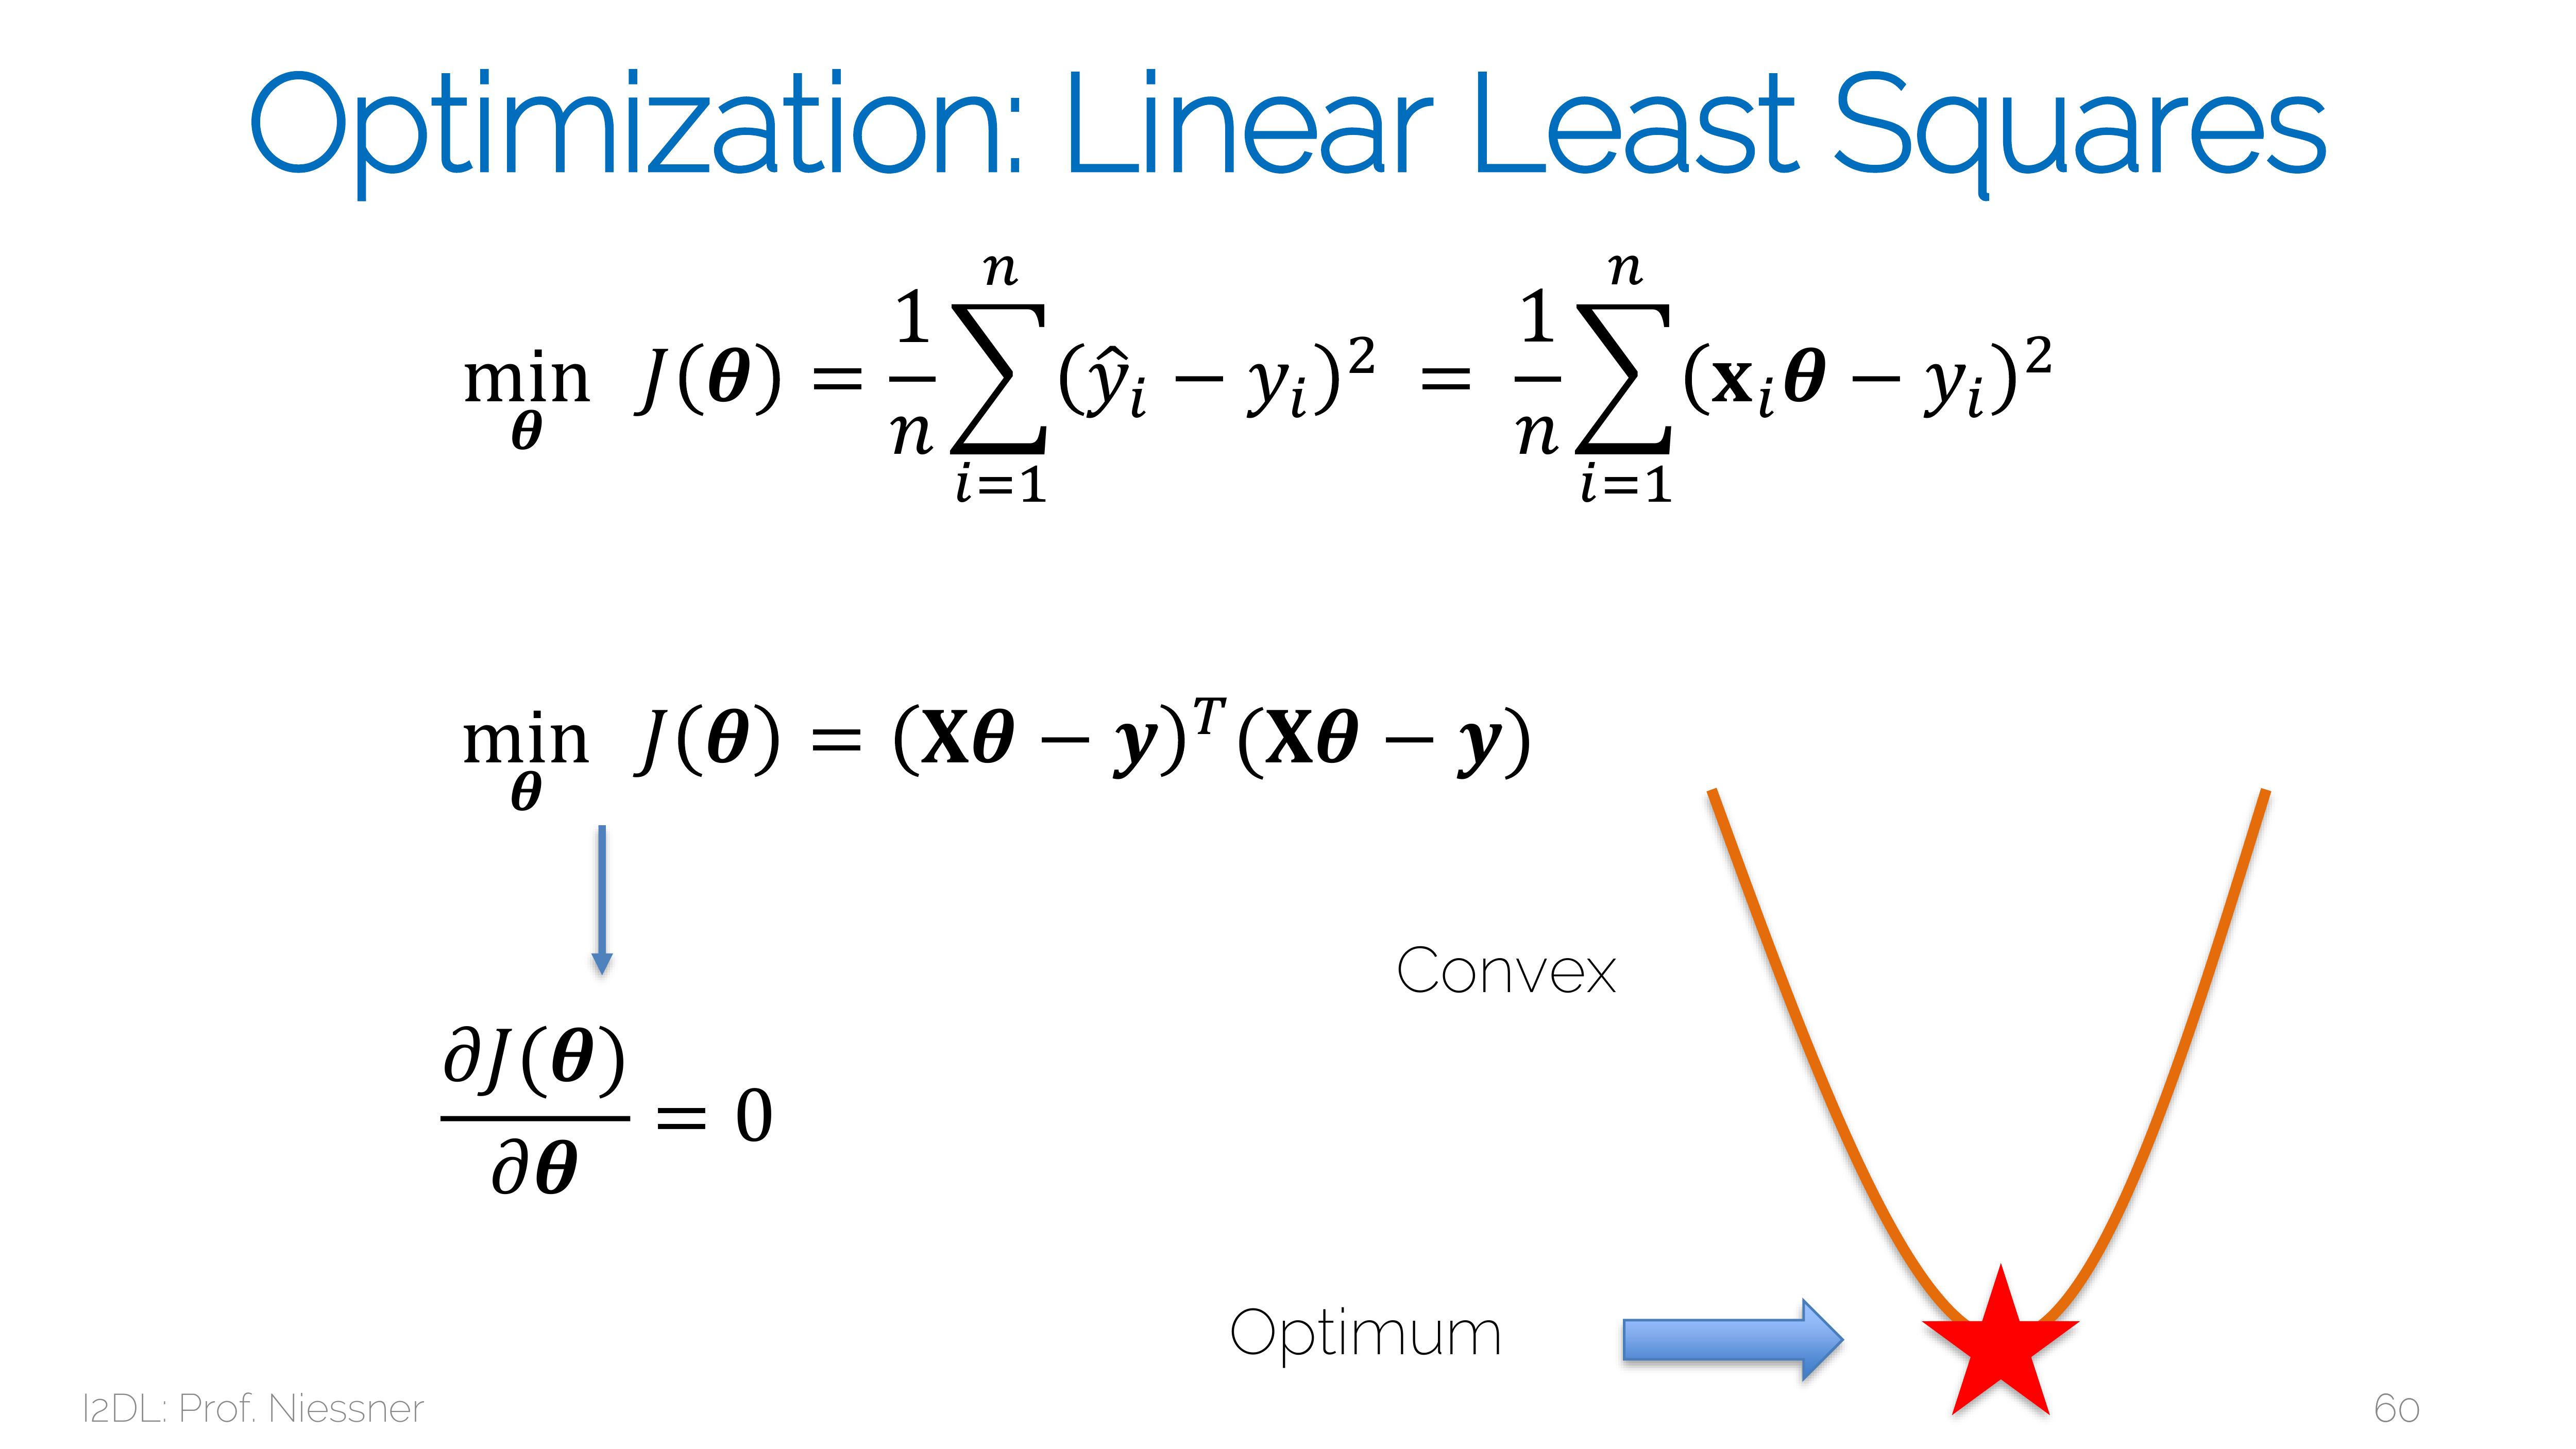 Optimization: Linear Least Squares
$\min_{\boldsymbol{\theta}} \; J(\boldsymbol{\theta}) = \frac{1}{n} \sum_{i=1}^{n} (\hat{y}_i - y_i)^2 = \frac{1}{n} \sum_{i=1}^{n} (\mathbf{x}_i \boldsymbol{\theta} - y_i)^2$
$\min_{\boldsymbol{\theta}} \; J(\boldsymbol{\theta}) = (\mathbf{X}\boldsymbol{\theta} - \boldsymbol{y})^T (\mathbf{X}\boldsymbol{\theta} - \boldsymbol{y})$
Convex
$\frac{\partial J(\boldsymbol{\theta})}{\partial \boldsymbol{\theta}} = 0$
Optimum
I2DL: Prof. Niessner
60